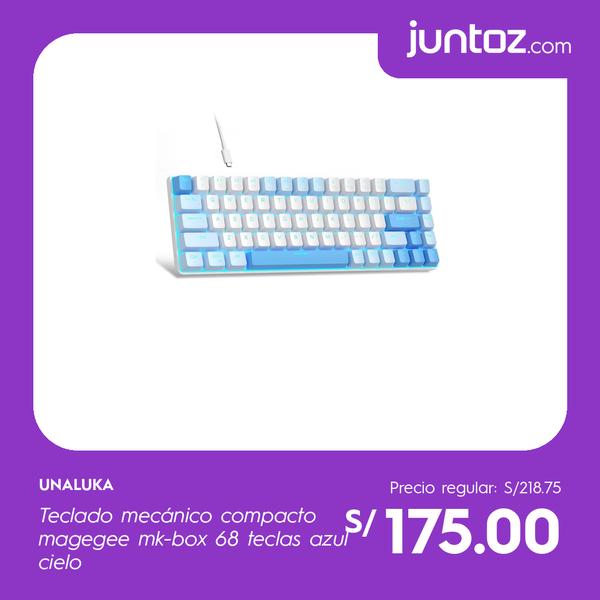 juntoz.com
UNALUKA
Teclado mecánico compacto
magegee mk-box 68 teclas azul
cielo
Precio regular: S/218.75
S/175.00